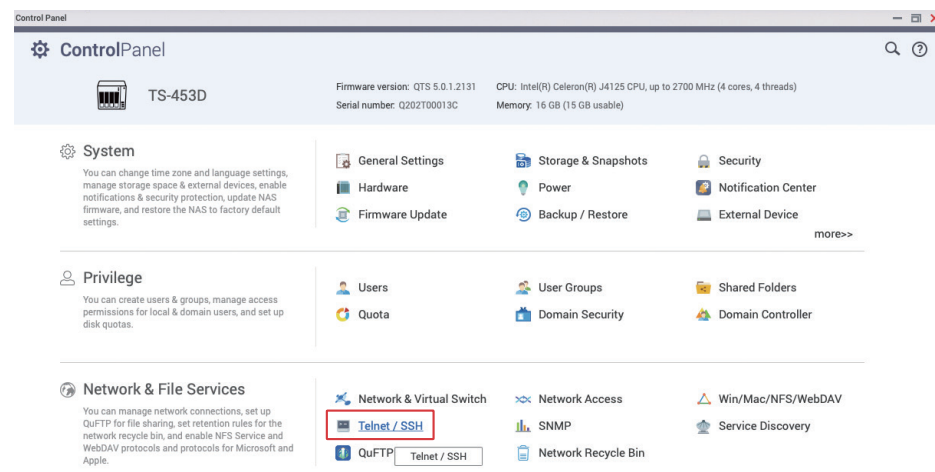 Control Panel
ControlPanel
TS-453D
Firmware version: QTS 5.0.1.2131 CPU: Intel(R) Celeron(R) J4125 CPU, up to 2700 MHz (4 cores, 4 threads)
Serial number: Q202T00013C Memory: 16 GB (15 GB usable)
System
You can change time zone and language settings,
manage storage space & external devices, enable
notifications & security protection, update NAS
firmware, and restore the NAS to factory default
settings.
General Settings Storage & Snapshots Security
Hardware Power Notification Center
Firmware Update Backup / Restore External Device
more>>
Privilege
You can create users & groups, manage access
permissions for local & domain users, and set up
disk quotas.
Users User Groups Shared Folders
Quota Domain Security Domain Controller
Network & File Services
You can manage network connections, set up
QuFTP for file sharing, set retention rules for the
network recycle bin, and enable NFS Service and
WebDAV protocols and protocols for Microsoft and
Apple.
Network & Virtual Switch Network Access Win/Mac/NFS/WebDAV
Telnet / SSH SNMP Service Discovery
QuFTP Telnet / SSH Network Recycle Bin